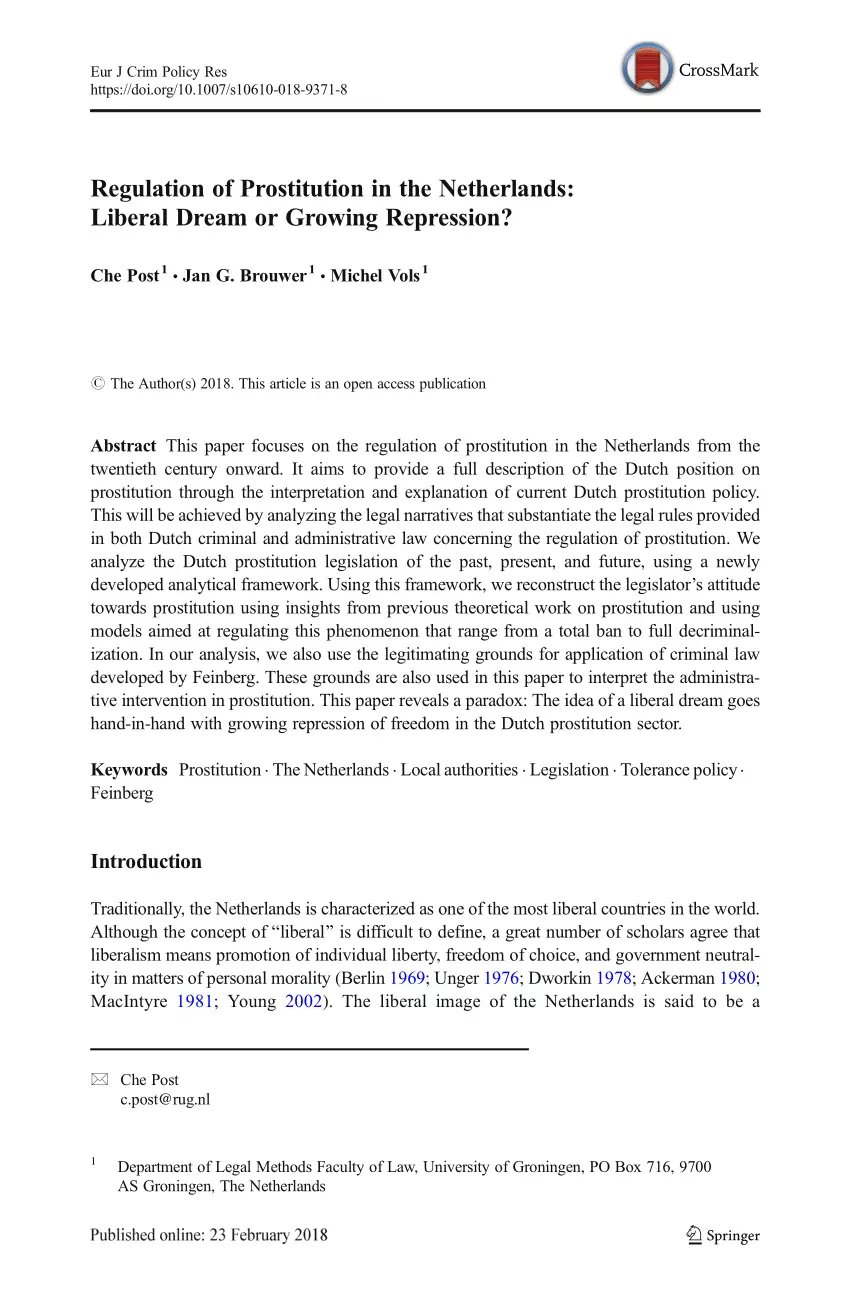 Eur J Crim Policy Res
https://doi.org/10.1007/s10610-018-9371-8
CrossMark
Regulation of Prostitution in the Netherlands:
Liberal Dream or Growing Repression?
Che Post1 · Jan G. Brouwer1 · Michel Vols1
© The Author(s) 2018. This article is an open access publication
Abstract This paper focuses on the regulation of prostitution in the Netherlands from the
twentieth century onward. It aims to provide a full description of the Dutch position on
prostitution through the interpretation and explanation of current Dutch prostitution policy.
This will be achieved by analyzing the legal narratives that substantiate the legal rules provided
in both Dutch criminal and administrative law concerning the regulation of prostitution. We
analyze the Dutch prostitution legislation of the past, present, and future, using a newly
developed analytical framework. Using this framework, we reconstruct the legislator's attitude
towards prostitution using insights from previous theoretical work on prostitution and using
models aimed at regulating this phenomenon that range from a total ban to full decriminal-
ization. In our analysis, we also use the legitimating grounds for application of criminal law
developed by Feinberg. These grounds are also used in this paper to interpret the administra-
tive intervention in prostitution. This paper reveals a paradox: The idea of a liberal dream goes
hand-in-hand with growing repression of freedom in the Dutch prostitution sector.
Keywords Prostitution · The Netherlands · Local authorities · Legislation · Tolerance policy ·
Feinberg
Introduction
Traditionally, the Netherlands is characterized as one of the most liberal countries in the world.
Although the concept of “liberal” is difficult to define, a great number of scholars agree that
liberalism means promotion of individual liberty, freedom of choice, and government neutral-
ity in matters of personal morality (Berlin 1969; Unger 1976; Dworkin 1978; Ackerman 1980;
MacIntyre 1981; Young 2002). The liberal image of the Netherlands is said to be a
Che Post
c.post@rug.nl
1 Department of Legal Methods Faculty of Law, University of Groningen, PO Box 716, 9700
AS Groningen, The Netherlands
Published online: 23 February 2018
Springer